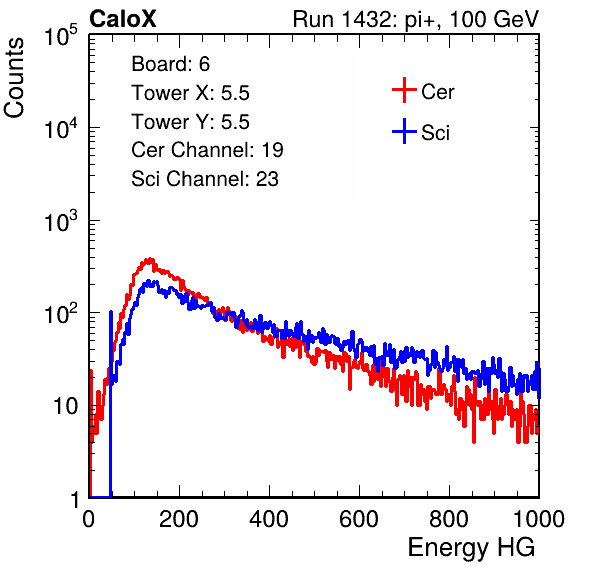 CaloX Run 1432: pi+, 100 GeV
Counts
Board: 6
Tower X: 5.5
Tower Y: 5.5
Cer Channel: 19
Sci Channel: 23
Cer
Sci
10^5
10^4
10^3
10^2
10
1
0 200 400 600 800 1000
Energy HG